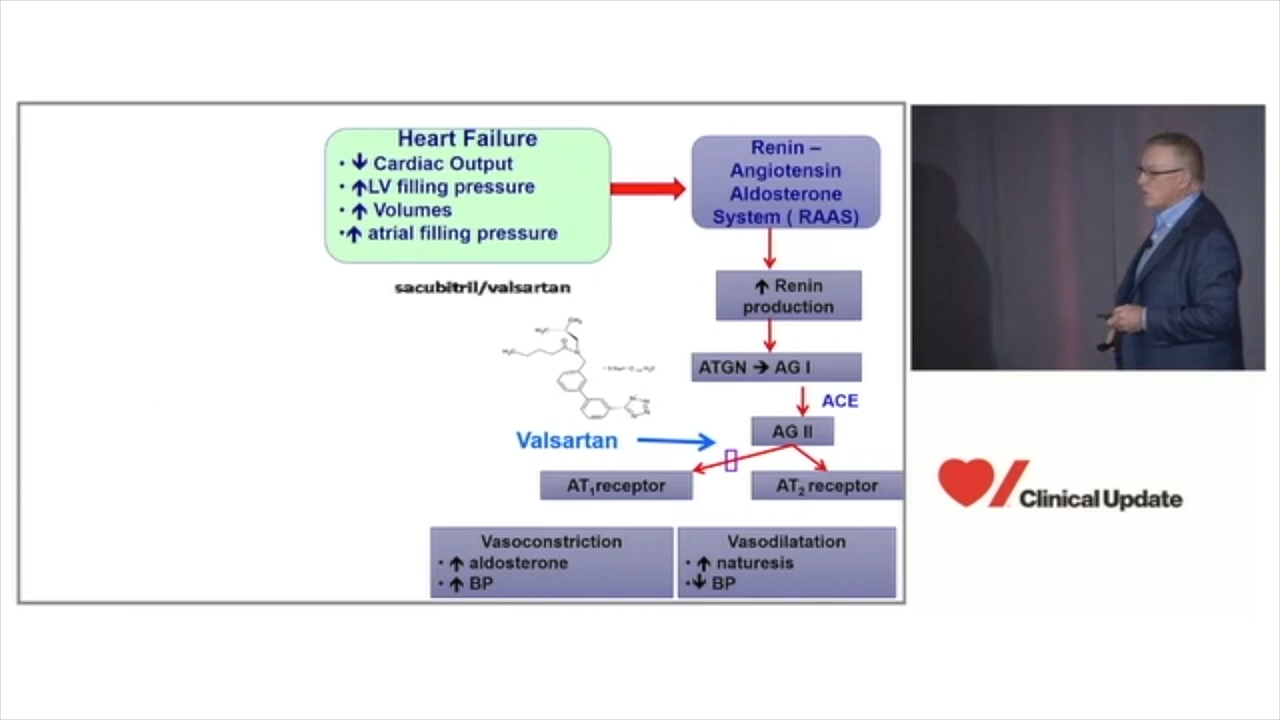 Heart Failure
• ↓ Cardiac Output
• ↑LV filling pressure
• ↑ Volumes
•↑ atrial filling pressure
Renin –
Angiotensin
Aldosterone
System ( RAAS)
sacubitril/valsartan
↑ Renin
production
ATGN → AG I
ACE
AG II
Valsartan
AT1receptor
AT2 receptor
Vasoconstriction
• ↑ aldosterone
• ↑ BP
Vasodilatation
• ↑ naturesis
•↓ BP
Clinical Update